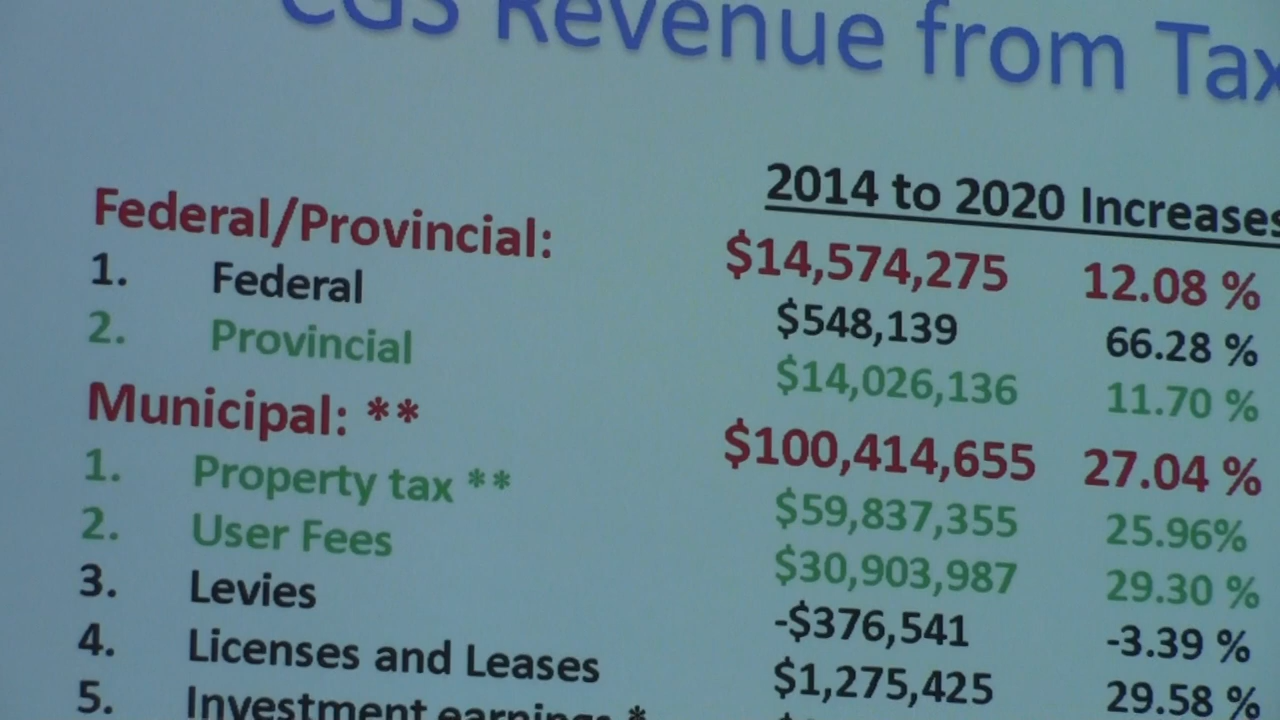 CGS Revenue from Tax
2014 to 2020 Increases
Federal/Provincial: $14,574,275 12.08 %
1. Federal $548,139 66.28 %
2. Provincial $14,026,136 11.70 %
Municipal: ** $100,414,655 27.04 %
1. Property tax ** $59,837,355 25.96%
2. User Fees $30,903,987 29.30 %
3. Levies -$376,541 -3.39 %
4. Licenses and Leases $1,275,425 29.58 %
5. Investment earnings *